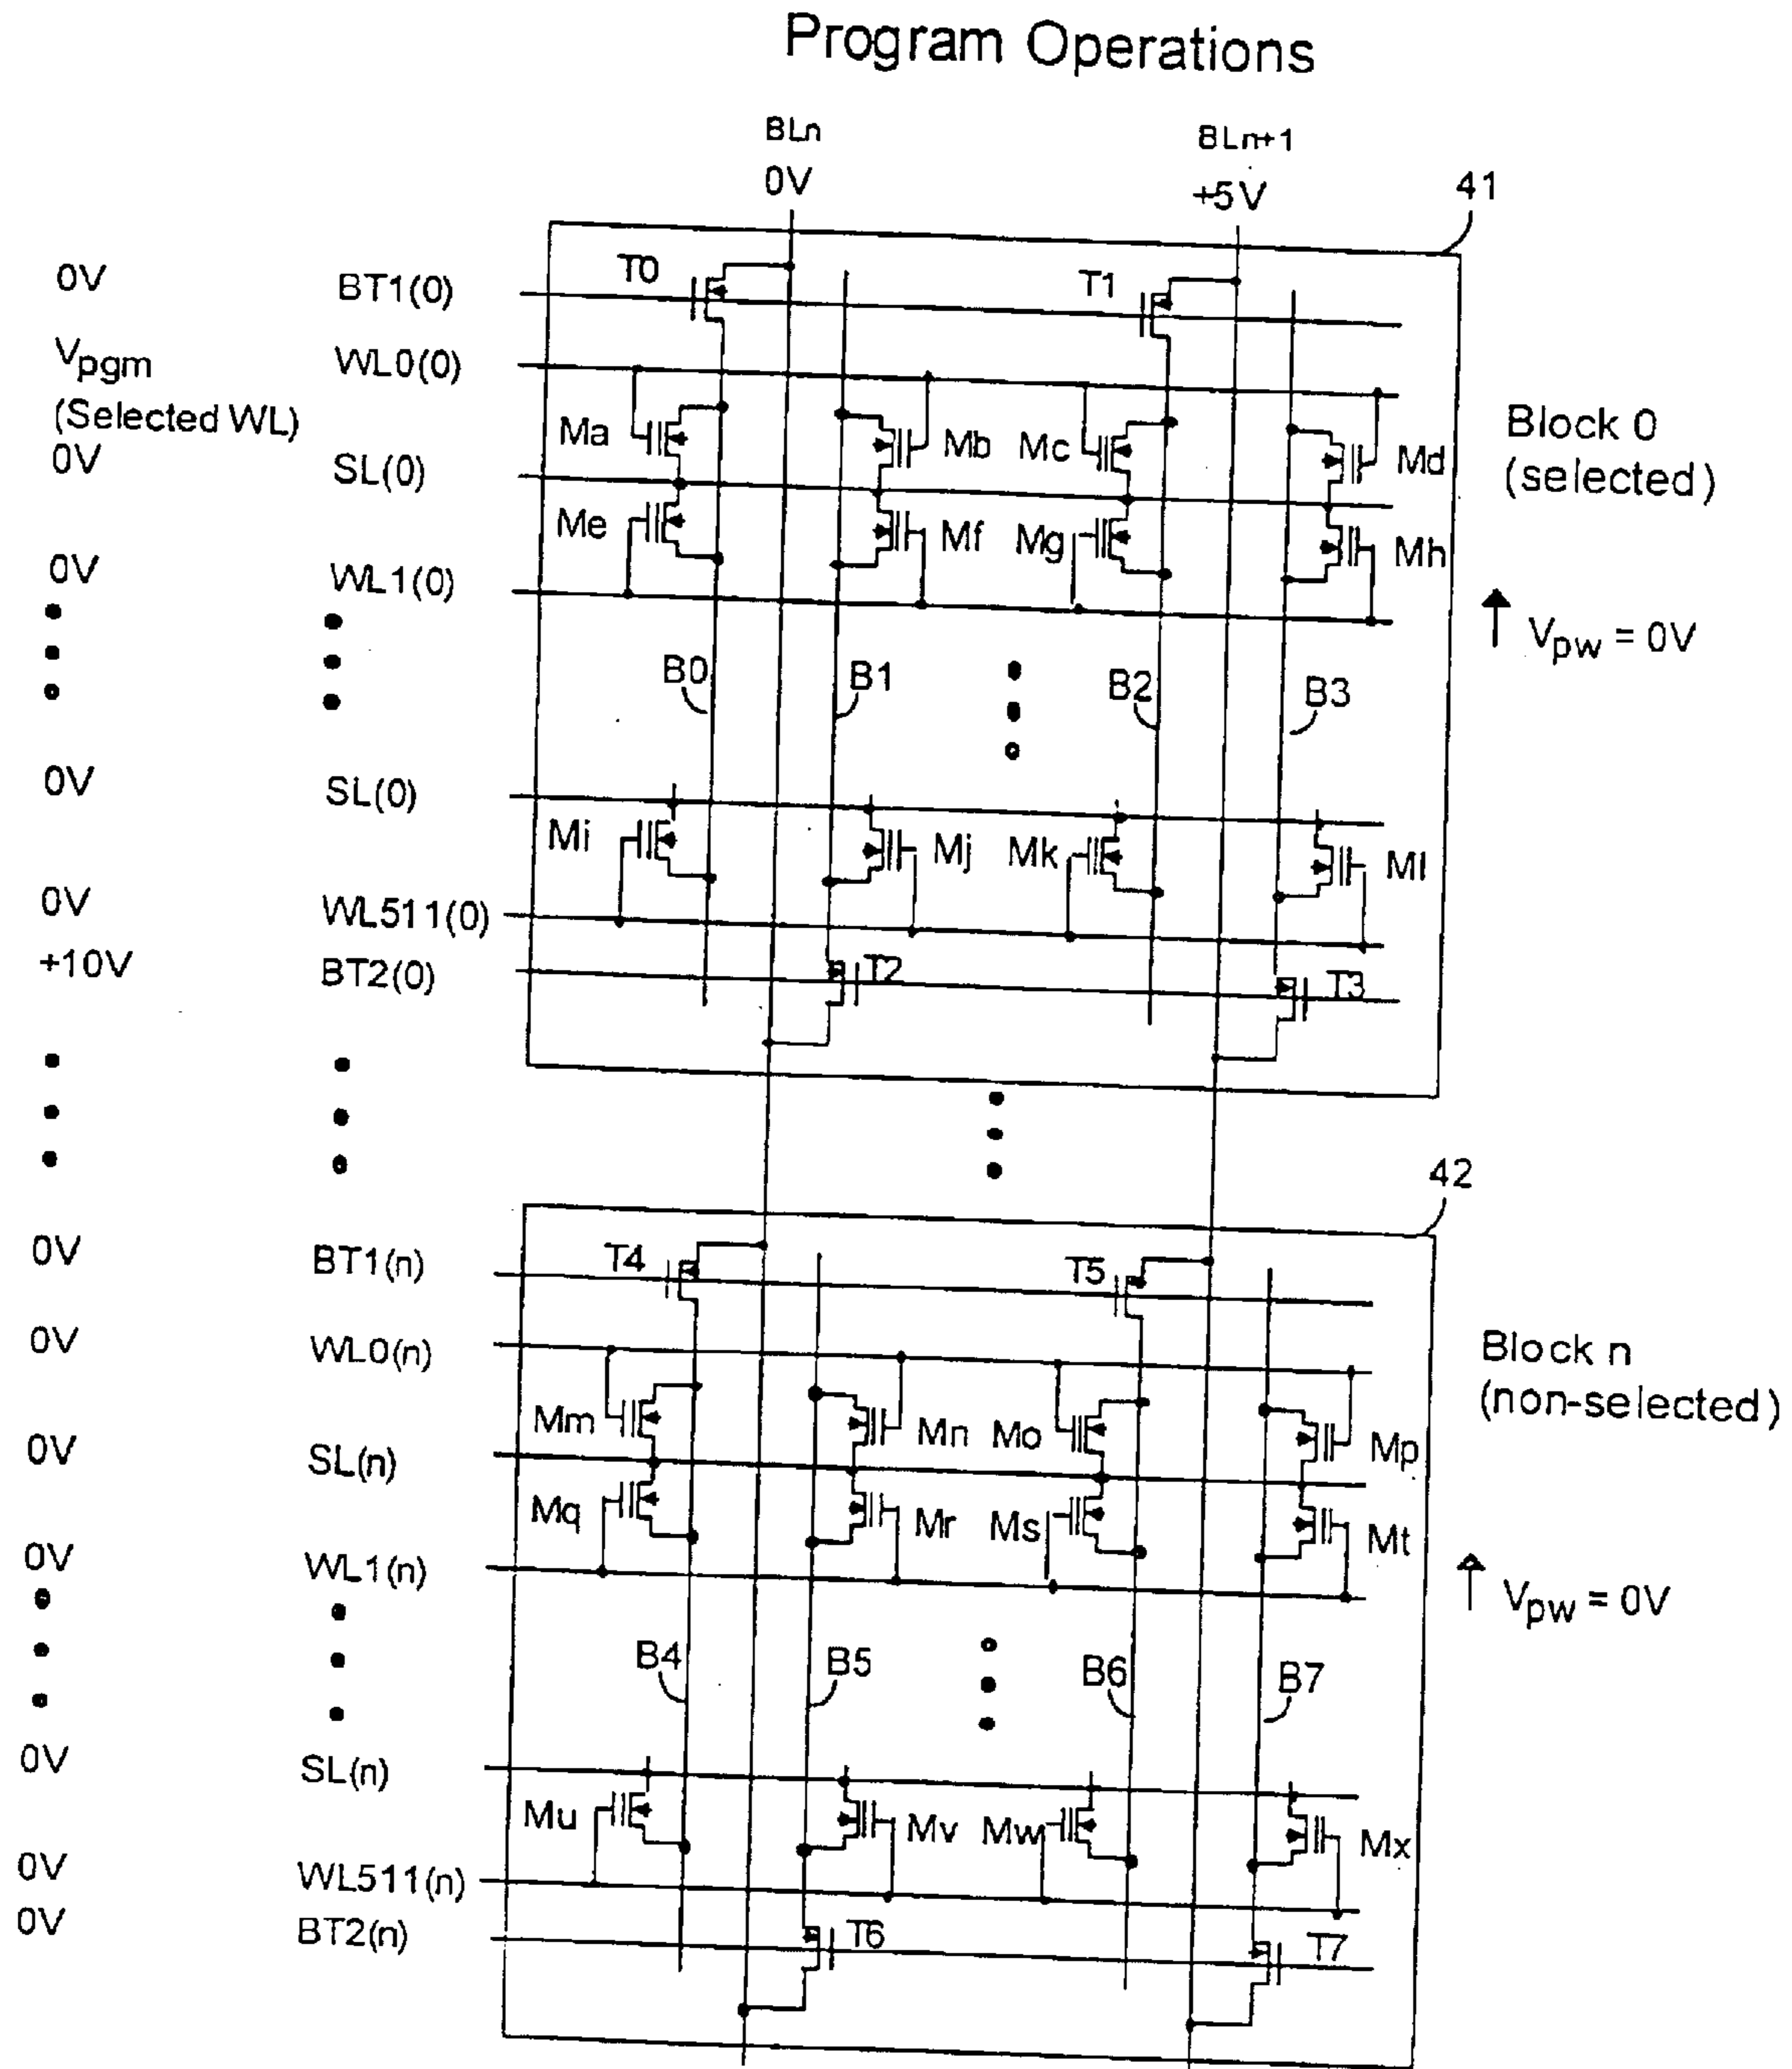 Program Operations
BLn
BLn+1
0V
+5V
41
0V BT1(0) T0 T1
Vpgm WL0(0)
(Selected WL)
Ma Mb Mc Md
Block 0
(selected)
0V SL(0)
Me Mf Mg Mh
0V WL1(0)
Vpw = 0V
B0 B1 B2 B3
0V SL(0)
Mi Mj Mk Ml
0V WL511(0)
+10V BT2(0) T2 T3
42
0V BT1(n) T4 T5
0V WL0(n)
Block n
(non-selected)
Mm Mn Mo Mp
0V SL(n)
Mq Mr Ms Mt
0V WL1(n)
Vpw = 0V
B4 B5 B6 B7
0V SL(n)
Mu Mv Mw Mx
0V WL511(n)
0V BT2(n) T6 T7